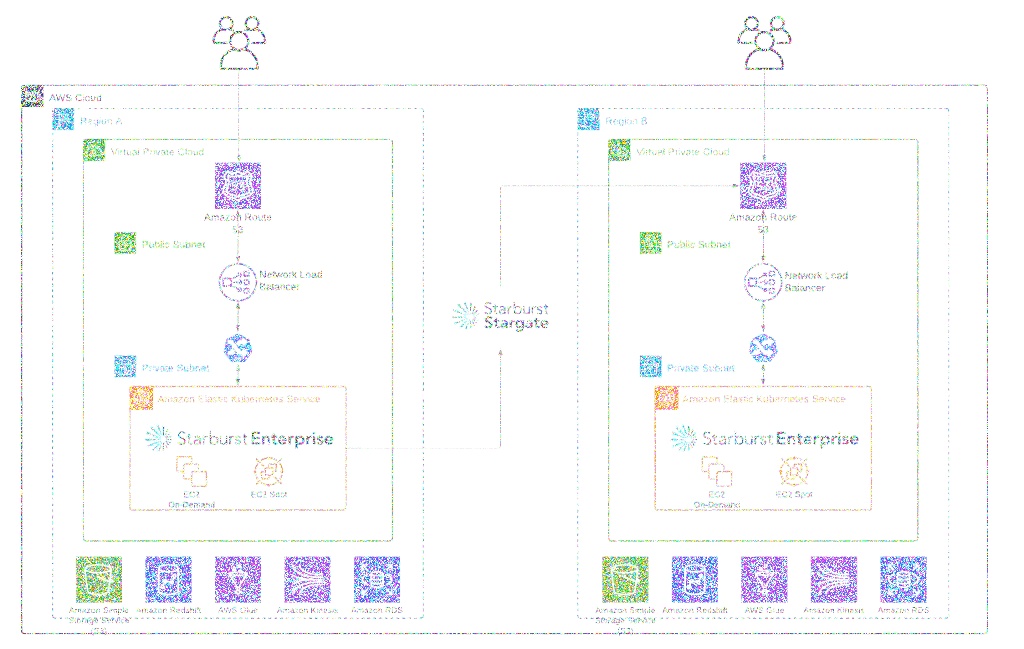 AWS Cloud
Region A
Virtual Private Cloud
Amazon Route
53
Public Subnet
Network Load
Balancer
Private Subnet
Amazon Elastic Kubernetes Service
Starburst Enterprise
EC2
On-Demand
EC2 Spot
Amazon Simple
Storage Service
(S3)
Amazon Redshift
AWS Glue
Amazon Kinesis
Amazon RDS
Starburst
Stargate
Region B
Virtual Private Cloud
Amazon Route
53
Public Subnet
Network Load
Balancer
Private Subnet
Amazon Elastic Kubernetes Service
Starburst Enterprise
EC2
On-Demand
EC2 Spot
Amazon Simple
Storage Service
(S3)
Amazon Redshift
AWS Glue
Amazon Kinesis
Amazon RDS